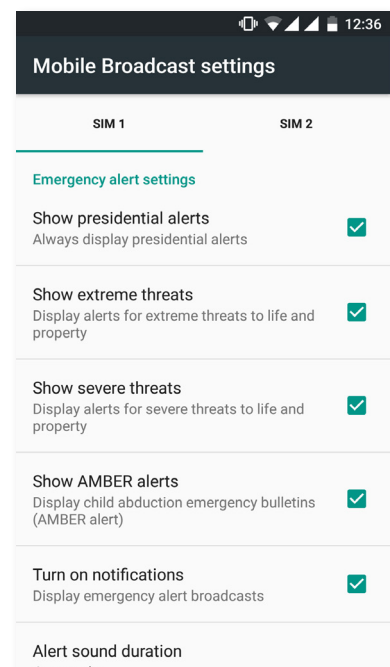 12:36
Mobile Broadcast settings
SIM 1
SIM 2
Emergency alert settings
Show presidential alerts
Always display presidential alerts
Show extreme threats
Display alerts for extreme threats to life and
property
Show severe threats
Display alerts for severe threats to life and
property
Show AMBER alerts
Display child abduction emergency bulletins
(AMBER alert)
Turn on notifications
Display emergency alert broadcasts
Alert sound duration